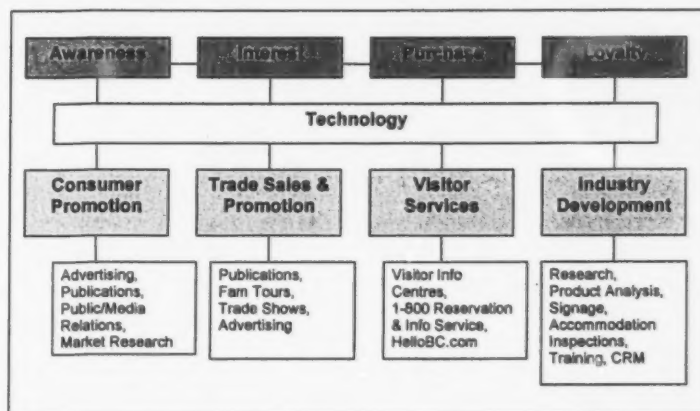 Awareness
Interest
Purchase
Loyalty
Technology
Consumer
Promotion
Trade Sales &
Promotion
Visitor
Services
Industry
Development
Advertising,
Publications,
Public/Media
Relations,
Market Research
Publications,
Fam Tours,
Trade Shows,
Advertising
Visitor Info
Centres,
1-800 Reservation
& Info Service,
HelloBC.com
Research,
Product Analysis,
Signage,
Accommodation
Inspections,
Training, CRM